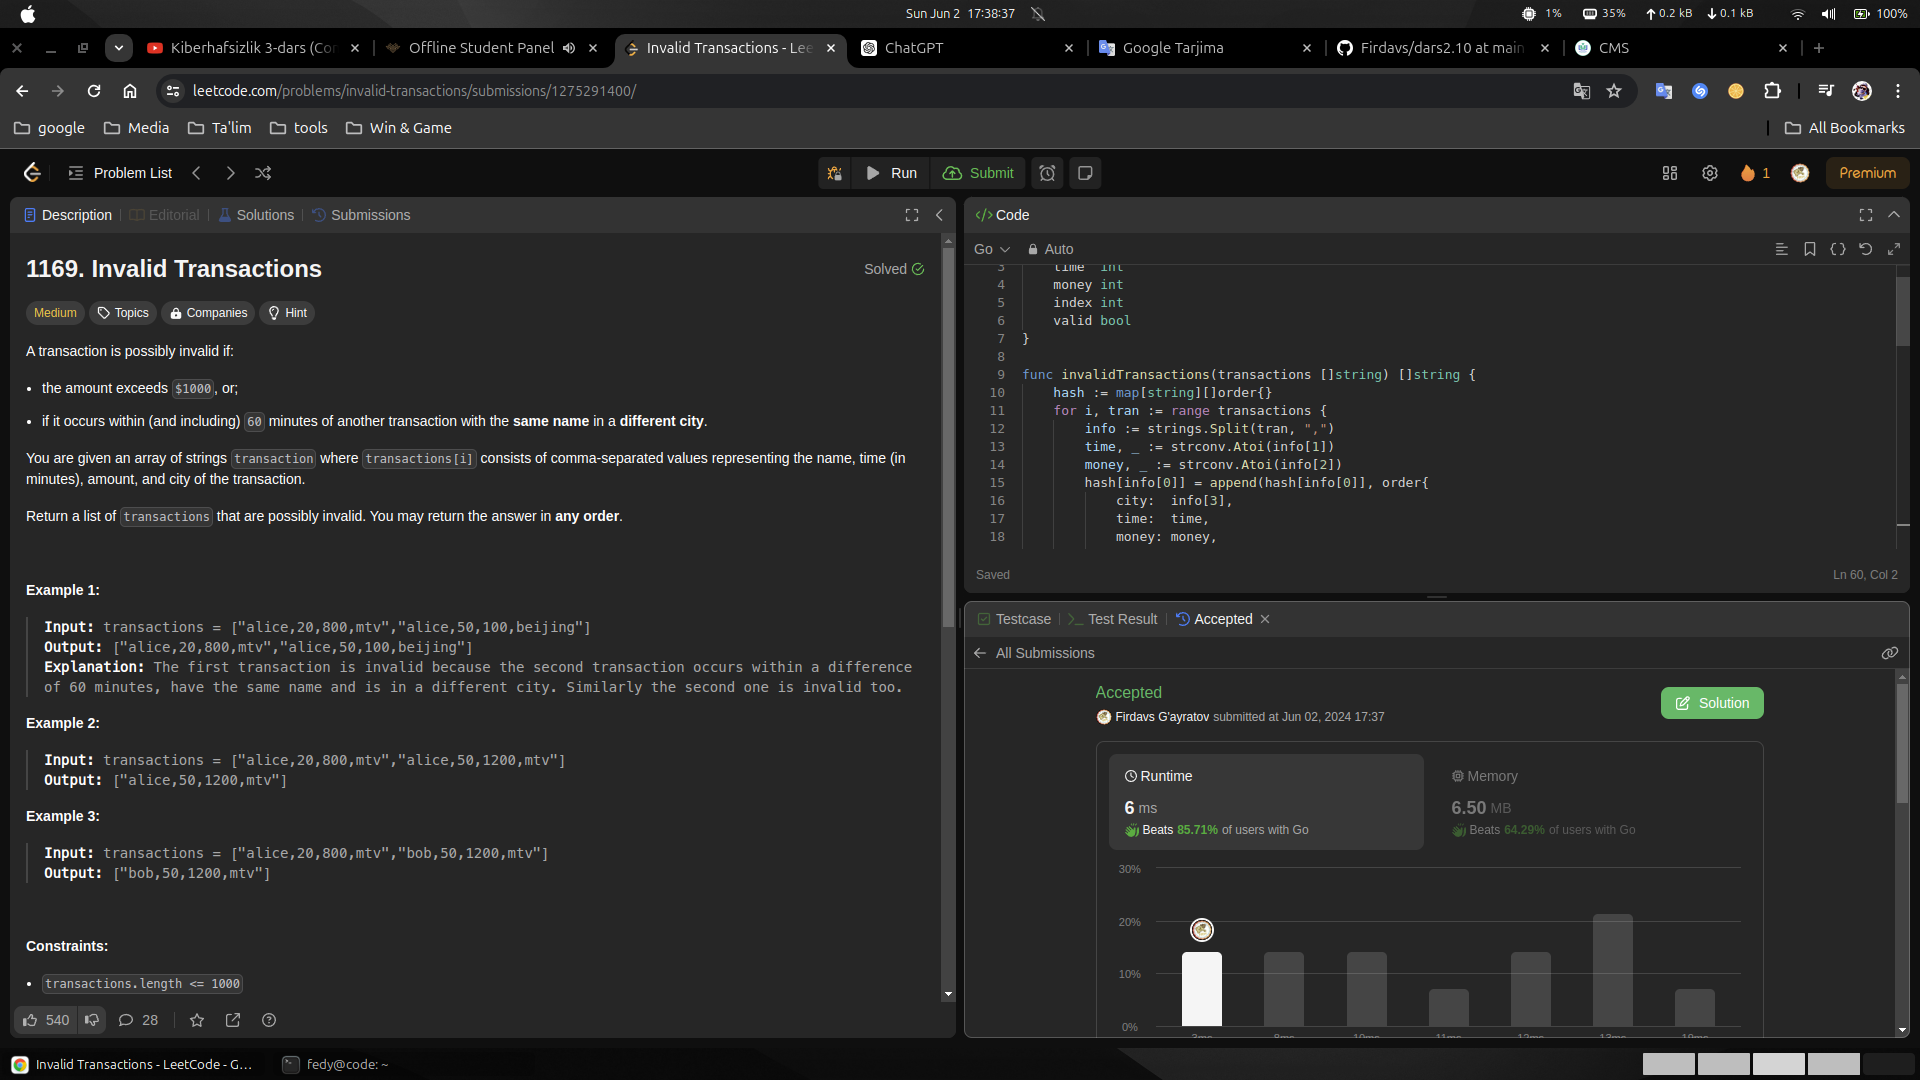 Sun Jun 2 17:38:37
1%
35%
0.2 kB
0.1 kB
100%
Kiberhafsizlik 3-dars (Cor
Offline Student Panel
Invalid Transactions - Lee
ChatGPT
Google Tarjima
Firdavs/dars2.10 at main
CMS
leetcode.com/problems/invalid-transactions/submissions/1275291400/
google
Media
Ta'lim
tools
Win & Game
All Bookmarks
Problem List
Run
Submit
1
Premium
Description
Editorial
Solutions
Submissions
1169. Invalid Transactions
Solved
Medium
Topics
Companies
Hint
A transaction is possibly invalid if:
• the amount exceeds $1000, or;
• if it occurs within (and including) 60 minutes of another transaction with the same name in a different city.
You are given an array of strings transaction where transactions[i] consists of comma-separated values representing the name, time (in
minutes), amount, and city of the transaction.
Return a list of transactions that are possibly invalid. You may return the answer in any order.
Example 1:
Input: transactions = ["alice,20,800,mtv","alice,50,100,beijing"]
Output: ["alice,20,800,mtv","alice,50,100,beijing"]
Explanation: The first transaction is invalid because the second transaction occurs within a difference
of 60 minutes, have the same name and is in a different city. Similarly the second one is invalid too.
Example 2:
Input: transactions = ["alice,20,800,mtv","alice,50,1200,mtv"]
Output: ["alice,50,1200,mtv"]
Example 3:
Input: transactions = ["alice,20,800,mtv","bob,50,1200,mtv"]
Output: ["bob,50,1200,mtv"]
Constraints:
• transactions.length <= 1000
540
28
</> Code
Go
Auto
3 time int
4 money int
5 index int
6 valid bool
7 }
8
9 func invalidTransactions(transactions []string) []string {
10 hash := map[string][]order{}
11 for i, tran := range transactions {
12 info := strings.Split(tran, ",")
13 time, _ := strconv.Atoi(info[1])
14 money, _ := strconv.Atoi(info[2])
15 hash[info[0]] = append(hash[info[0]], order{
16 city: info[3],
17 time: time,
18 money: money,
Saved
Ln 60, Col 2
Testcase
Test Result
Accepted
All Submissions
Accepted
Firdavs G'ayratov submitted at Jun 02, 2024 17:37
Solution
Runtime
6 ms
Beats 85.71% of users with Go
Memory
6.50 MB
Beats 64.29% of users with Go
30%
20%
10%
0%
3ms
8ms
10ms
11ms
12ms
13ms
19ms
Invalid Transactions - LeetCode - G...
fedy@code: ~